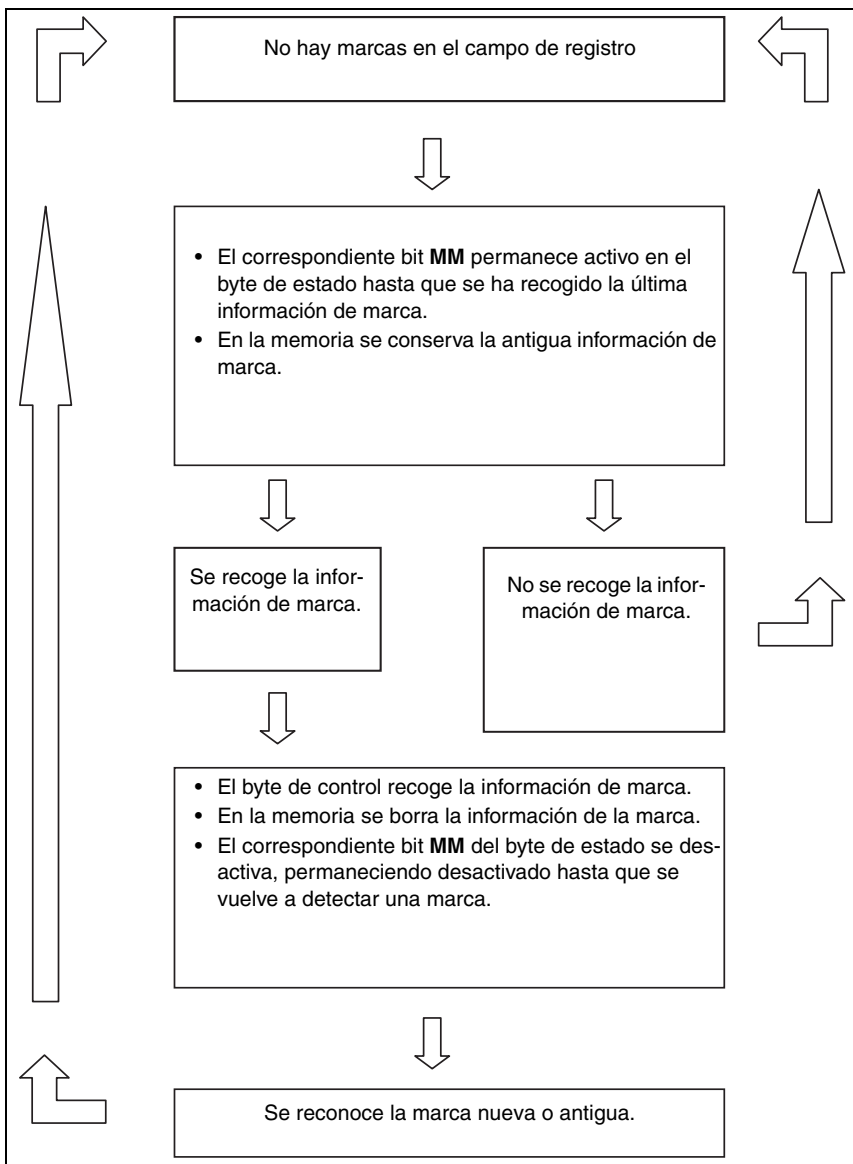 No hay marcas en el campo de registro
• El correspondiente bit MM permanece activo en el
byte de estado hasta que se ha recogido la última
información de marca.
• En la memoria se conserva la antigua información de
marca.
Se recoge la infor-
mación de marca.
No se recoge la infor-
mación de marca.
• El byte de control recoge la información de marca.
• En la memoria se borra la información de la marca.
• El correspondiente bit MM del byte de estado se des-
activa, permaneciendo desactivado hasta que se
vuelve a detectar una marca.
Se reconoce la marca nueva o antigua.